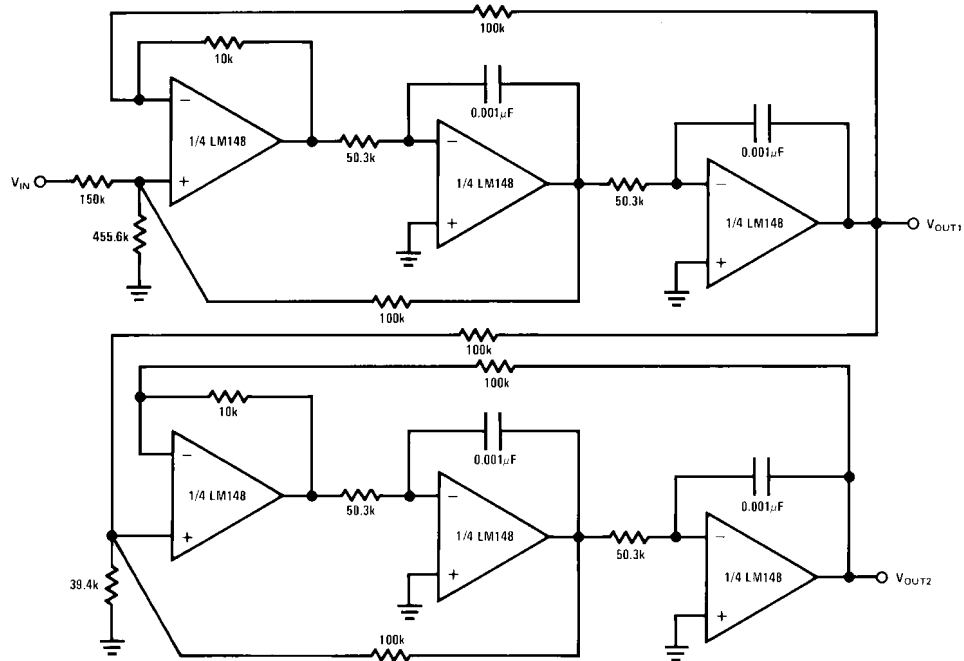 100k
10k
0.001µF
−
1/4 LM148
+
50.3k
−
1/4 LM148
+
0.001µF
50.3k
−
1/4 LM148
+
VIN
150k
455.6k
VOUT1
100k
100k
100k
10k
0.001µF
−
1/4 LM148
+
50.3k
−
1/4 LM148
+
0.001µF
50.3k
−
1/4 LM148
+
39.4k
VOUT2
100k